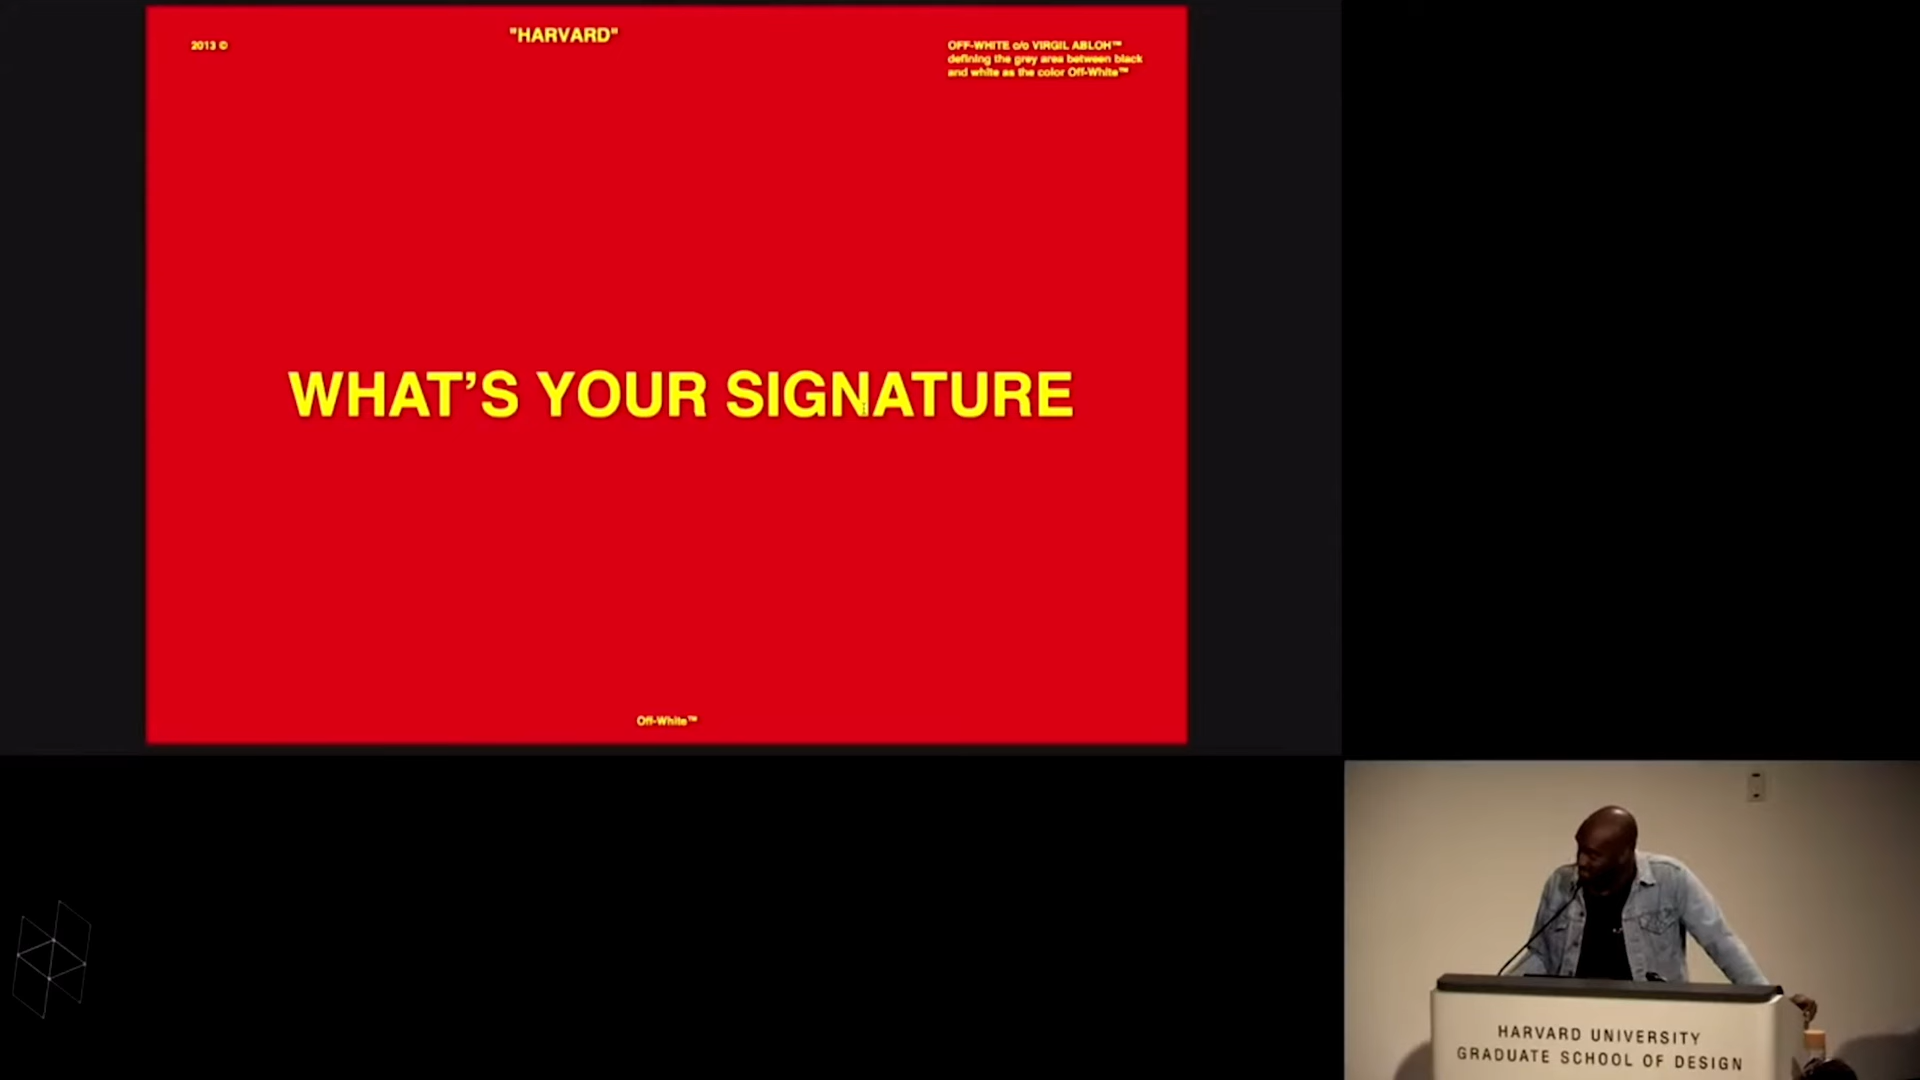 2013 ©
"HARVARD"
OFF-WHITE c/o VIRGIL ABLOH™
defining the grey area between black
and white as the color Off-White™
WHAT’S YOUR SIGNATURE
Off-White™
HARVARD UNIVERSITY
GRADUATE SCHOOL OF DESIGN